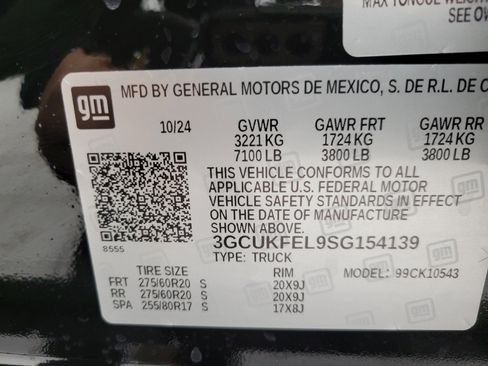 MAX TONGUE WEIGHT
SEE OW
gm
MFD BY GENERAL MOTORS DE MEXICO, S. DE R.L. DE C
10/24 GVWR GAWR FRT GAWR RR
3221 KG 1724 KG 1724 KG
7100 LB 3800 LB 3800 LB
THIS VEHICLE CONFORMS TO ALL
APPLICABLE U.S. FEDERAL MOTOR
VEHICLE SAFETY STANDARDS IN EFFECT
ON THE DATE OF MANUFACTURE
SHOWN ABOVE.
8555 3GCUKFEL9SG154139
TYPE: TRUCK
TIRE SIZE RIM MODEL: 99CK10543
FRT 275/60R20 S 20X9J
RR 275/60R20 S 20X9J
SPA 255/80R17 S 17X8J